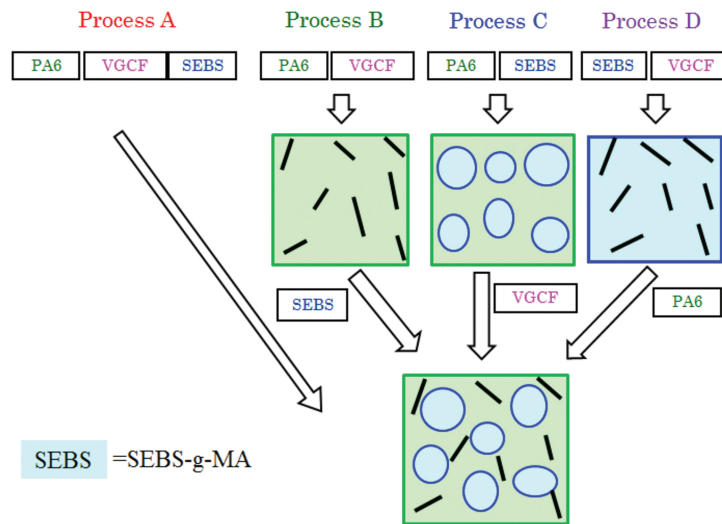 Process A
Process B
Process C
Process D
PA6
VGCF
SEBS
PA6
VGCF
PA6
SEBS
SEBS
VGCF
SEBS
VGCF
PA6
SEBS =SEBS-g-MA